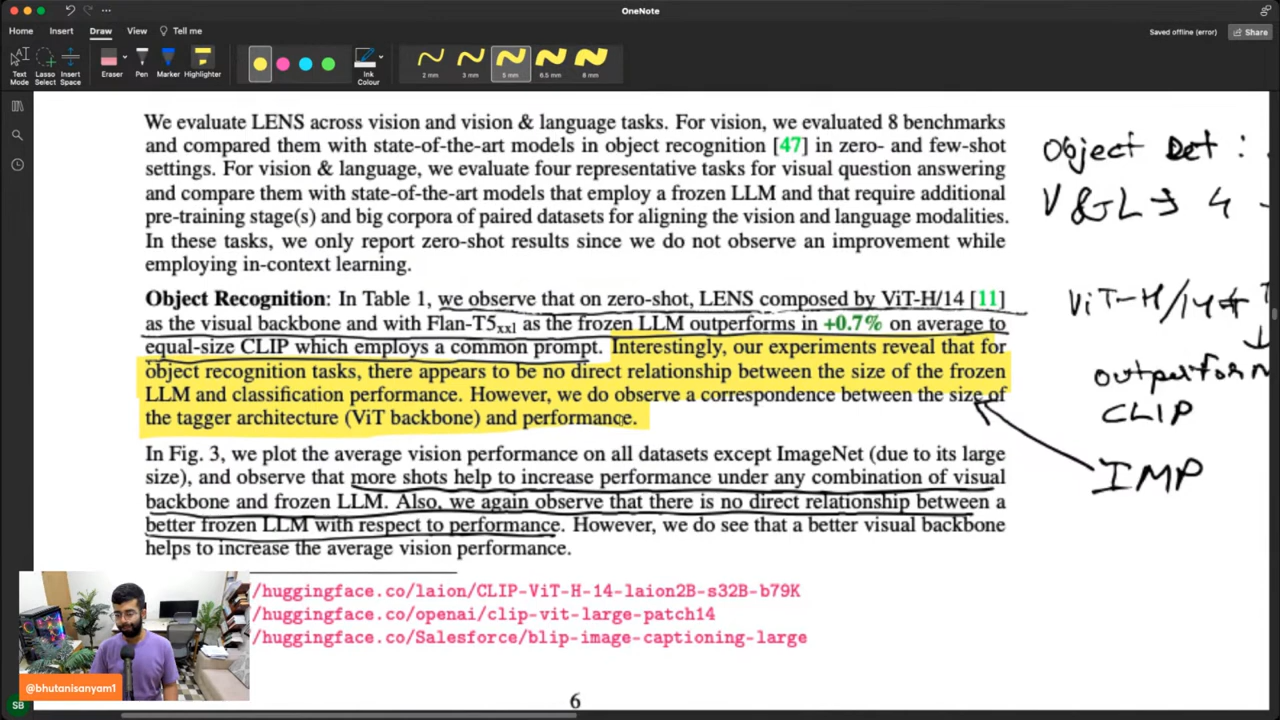 OneNote
Home Insert Draw View Tell me
Saved offline (error) Share
Text Mode
Lasso Select
Insert Space
Eraser
Pen
Marker
Highlighter
Ink Colour
2 mm
3 mm
5 mm
6.5 mm
8 mm
We evaluate LENS across vision and vision & language tasks. For vision, we evaluated 8 benchmarks
and compared them with state-of-the-art models in object recognition [47] in zero- and few-shot
settings. For vision & language, we evaluate four representative tasks for visual question answering
and compare them with state-of-the-art models that employ a frozen LLM and that require additional
pre-training stage(s) and big corpora of paired datasets for aligning the vision and language modalities.
In these tasks, we only report zero-shot results since we do not observe an improvement while
employing in-context learning.
Object Recognition: In Table 1, we observe that on zero-shot, LENS composed by ViT-H/14 [11]
as the visual backbone and with Flan-T5xxl as the frozen LLM outperforms in +0.7% on average to
equal-size CLIP which employs a common prompt. Interestingly, our experiments reveal that for
object recognition tasks, there appears to be no direct relationship between the size of the frozen
LLM and classification performance. However, we do observe a correspondence between the size of
the tagger architecture (ViT backbone) and performance.
In Fig. 3, we plot the average vision performance on all datasets except ImageNet (due to its large
size), and observe that more shots help to increase performance under any combination of visual
backbone and frozen LLM. Also, we again observe that there is no direct relationship between a
better frozen LLM with respect to performance. However, we do see that a better visual backbone
helps to increase the average vision performance.
/huggingface.co/laion/CLIP-ViT-H-14-laion2B-s32B-b79K
/huggingface.co/openai/clip-vit-large-patch14
/huggingface.co/Salesforce/blip-image-captioning-large
6
Object Det :
V&L → 4 -
ViT-H/14 +
outperform
CLIP
IMP
@bhutanisanyam1
SB